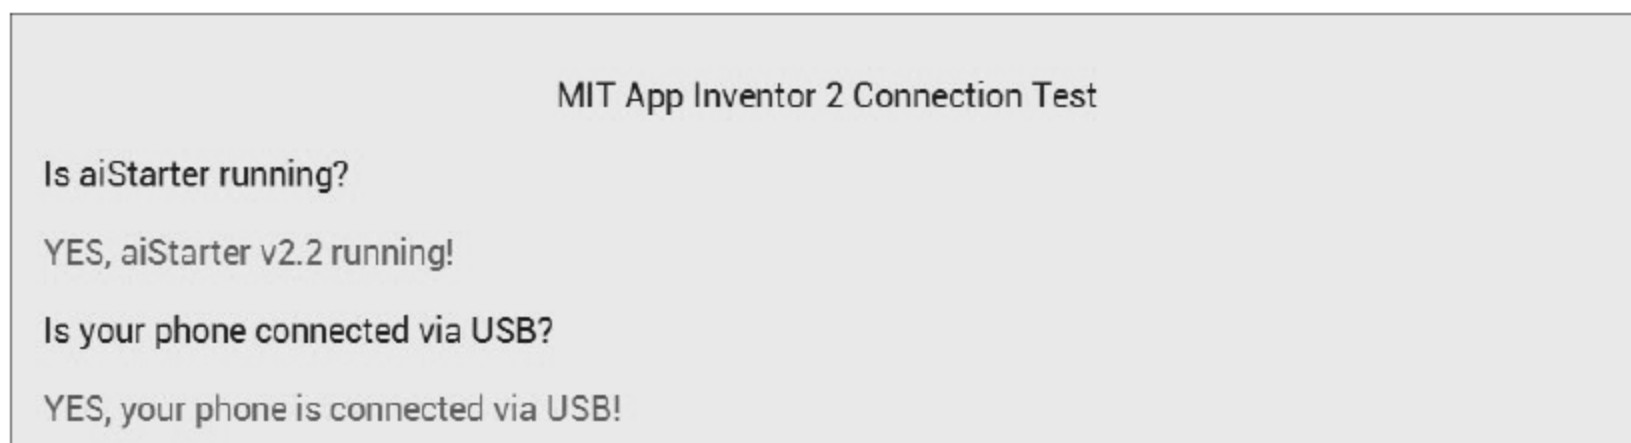 MIT App Inventor 2 Connection Test
Is aiStarter running?
YES, aiStarter v2.2 running!
Is your phone connected via USB?
YES, your phone is connected via USB!